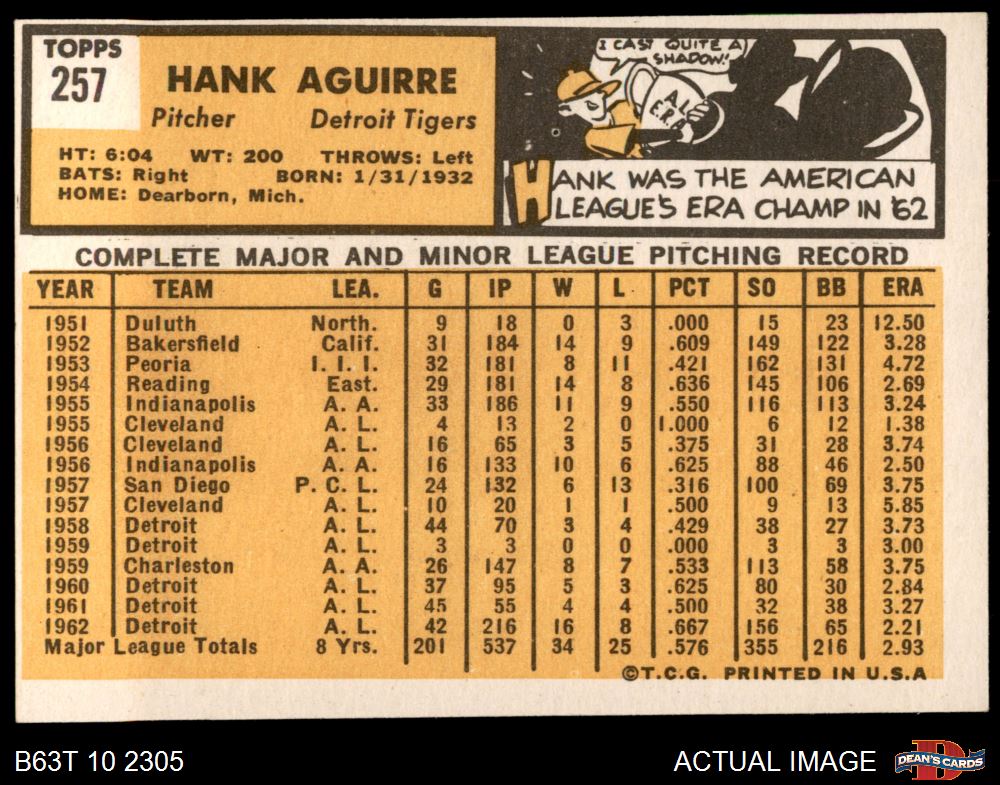 TOPPS
257
HANK AGUIRRE
Pitcher Detroit Tigers
HT: 6:04 WT: 200 THROWS: Left
BATS: Right BORN: 1/31/1932
HOME: Dearborn, Mich.
I CAST QUITE A
SHADOW!
A.L.
E.R.A.
HANK WAS THE AMERICAN
LEAGUE'S ERA CHAMP IN '62
COMPLETE MAJOR AND MINOR LEAGUE PITCHING RECORD
YEAR TEAM LEA. G IP W L PCT SO BB ERA
1951 Duluth North. 9 18 0 3 .000 15 23 12.50
1952 Bakersfield Calif. 31 184 14 9 .609 149 122 3.28
1953 Peoria I. I. I. 32 181 8 11 .421 162 131 4.72
1954 Reading East. 29 181 14 8 .636 145 106 2.69
1955 Indianapolis A. A. 33 186 11 9 .550 116 113 3.24
1955 Cleveland A. L. 4 13 2 0 1.000 6 12 1.38
1956 Cleveland A. L. 16 65 3 5 .375 31 28 3.74
1956 Indianapolis A. A. 16 133 10 6 .625 88 46 2.50
1957 San Diego P. C. L. 24 132 6 13 .316 100 69 3.75
1957 Cleveland A. L. 10 20 1 1 .500 9 13 5.85
1958 Detroit A. L. 44 70 3 4 .429 38 27 3.73
1959 Detroit A. L. 3 3 0 0 .000 3 3 3.00
1959 Charleston A. A. 26 147 8 7 .533 113 58 3.75
1960 Detroit A. L. 37 95 5 3 .625 80 30 2.84
1961 Detroit A. L. 45 55 4 4 .500 32 38 3.27
1962 Detroit A. L. 42 216 16 8 .667 156 65 2.21
Major League Totals 8 Yrs. 201 537 34 25 .576 355 216 2.93
©T.C.G. PRINTED IN U.S.A
B63T 10 2305 ACTUAL IMAGE
DEAN'S CARDS